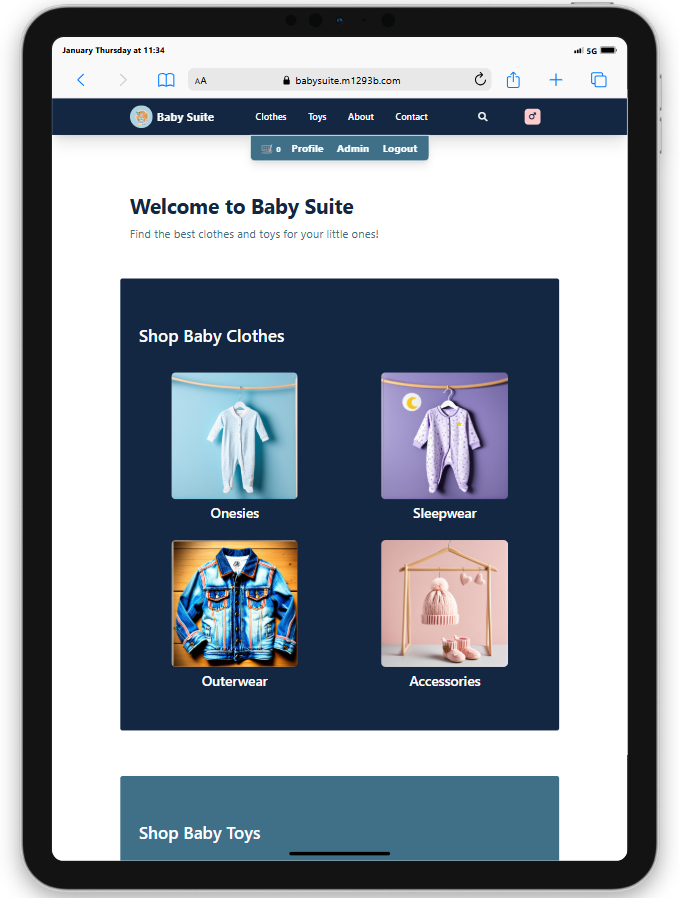 January Thursday at 11:34
5G
AA babysuite.m1293b.com
Baby Suite Clothes Toys About Contact
0 Profile Admin Logout
Welcome to Baby Suite
Find the best clothes and toys for your little ones!
Shop Baby Clothes
Onesies Sleepwear
Outerwear Accessories
Shop Baby Toys